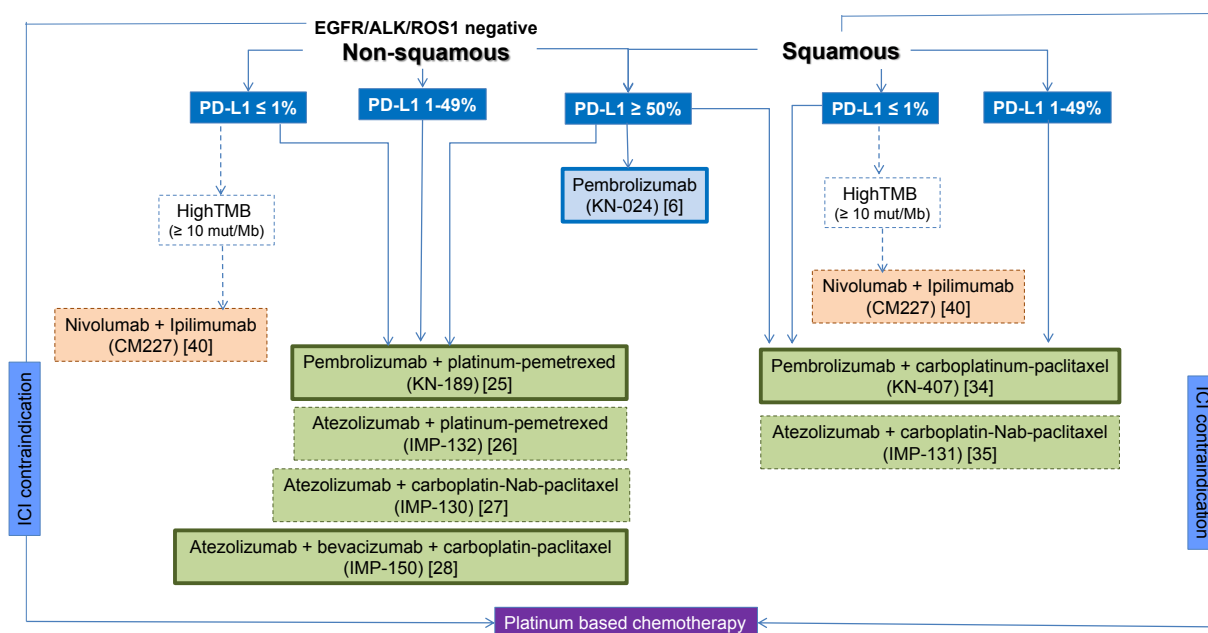 EGFR/ALK/ROS1 negative
Non-squamous
Squamous
PD-L1 ≤ 1%
PD-L1 1-49%
PD-L1 ≥ 50%
PD-L1 ≤ 1%
PD-L1 1-49%
Pembrolizumab
(KN-024) [6]
HighTMB
(≥ 10 mut/Mb)
HighTMB
(≥ 10 mut/Mb)
Nivolumab + Ipilimumab
(CM227) [40]
Nivolumab + Ipilimumab
(CM227) [40]
Pembrolizumab + platinum-pemetrexed
(KN-189) [25]
Pembrolizumab + carboplatinum-paclitaxel
(KN-407) [34]
Atezolizumab + platinum-pemetrexed
(IMP-132) [26]
Atezolizumab + carboplatin-Nab-paclitaxel
(IMP-131) [35]
Atezolizumab + carboplatin-Nab-paclitaxel
(IMP-130) [27]
Atezolizumab + bevacizumab + carboplatin-paclitaxel
(IMP-150) [28]
ICI contraindication
ICI contraindication
Platinum based chemotherapy